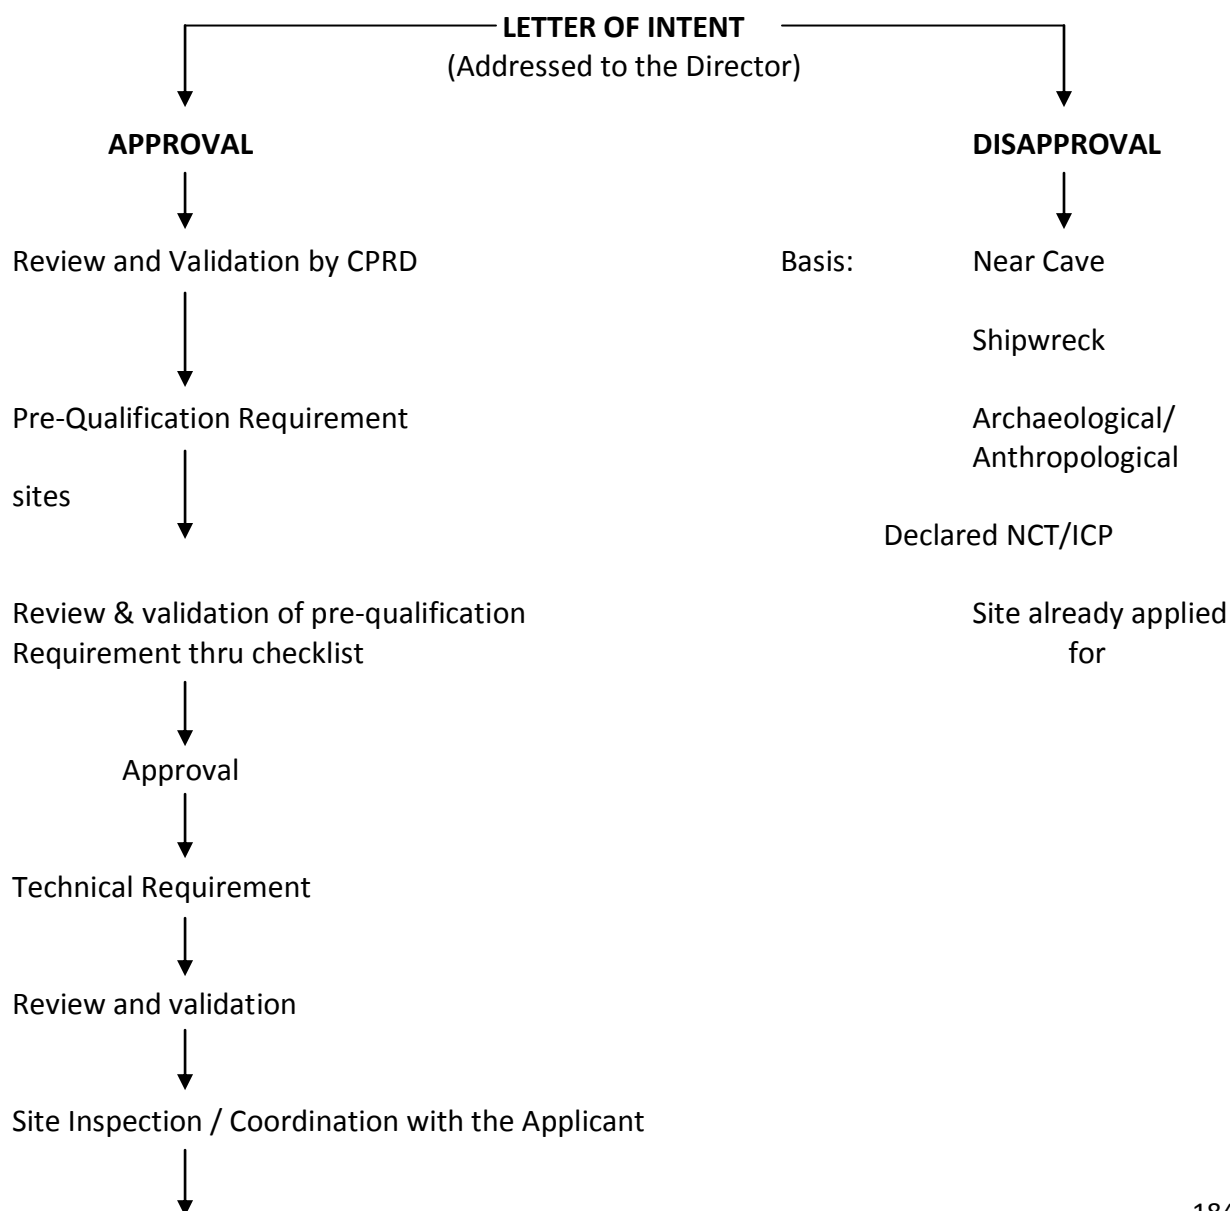 LETTER OF INTENT
(Addressed to the Director)
APPROVAL
DISAPPROVAL
Review and Validation by CPRD
Basis:
Near Cave
Shipwreck
Pre-Qualification Requirement
Archaeological/
Anthropological
sites
Declared NCT/ICP
Review & validation of pre-qualification
Requirement thru checklist
Site already applied
for
Approval
Technical Requirement
Review and validation
Site Inspection / Coordination with the Applicant